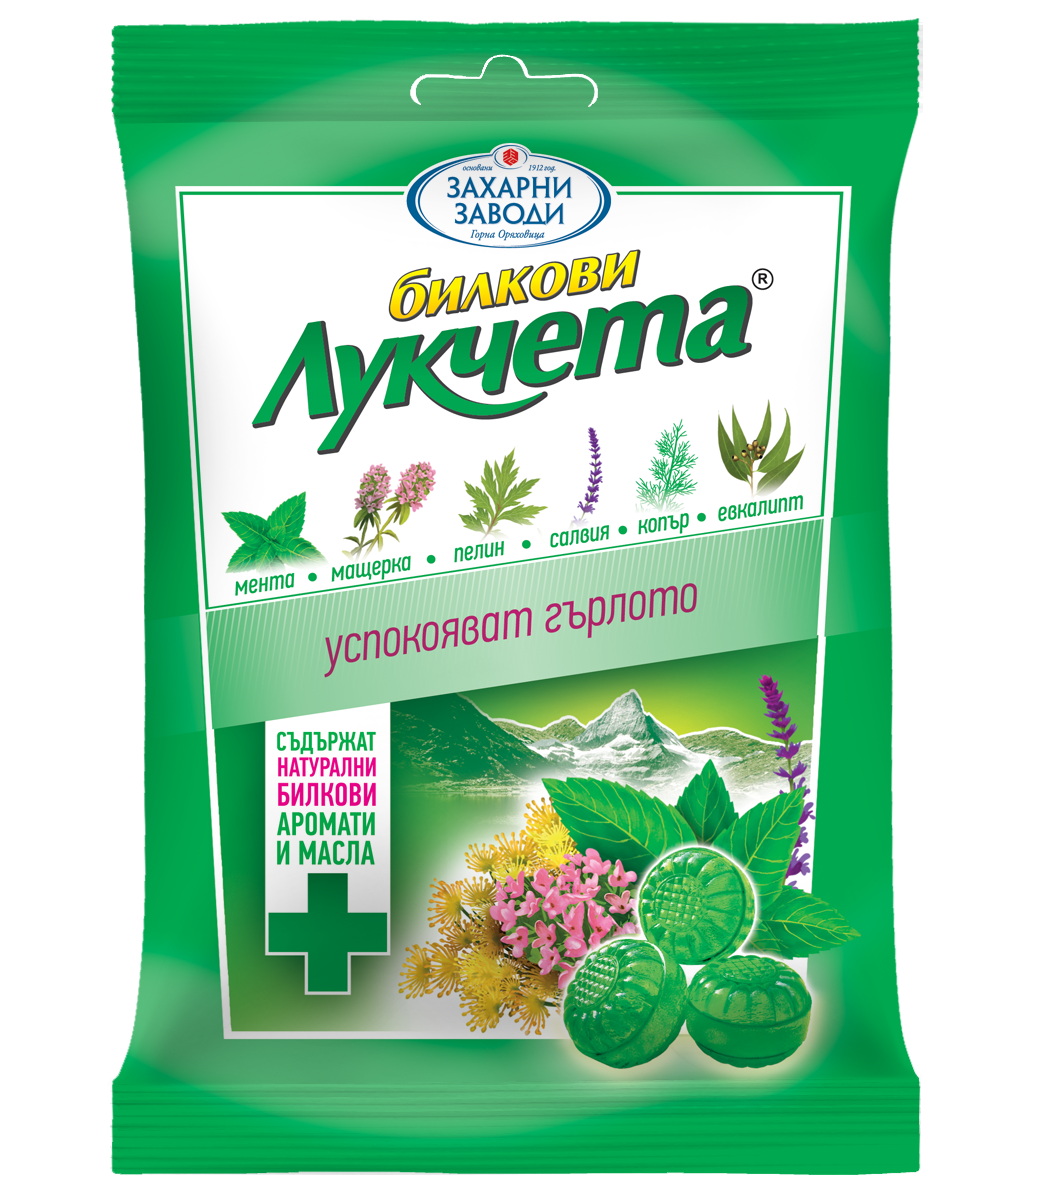 основани 1912 год.
ЗАХАРНИ
ЗАВОДИ
Горна Оряховица
билкови
Лукчета®
мента • мащерка • пелин • салвия • копър • евкалипт
успокояват гърлото
СЪДЪРЖАТ
НАТУРАЛНИ
БИЛКОВИ
АРОМАТИ
И МАСЛА